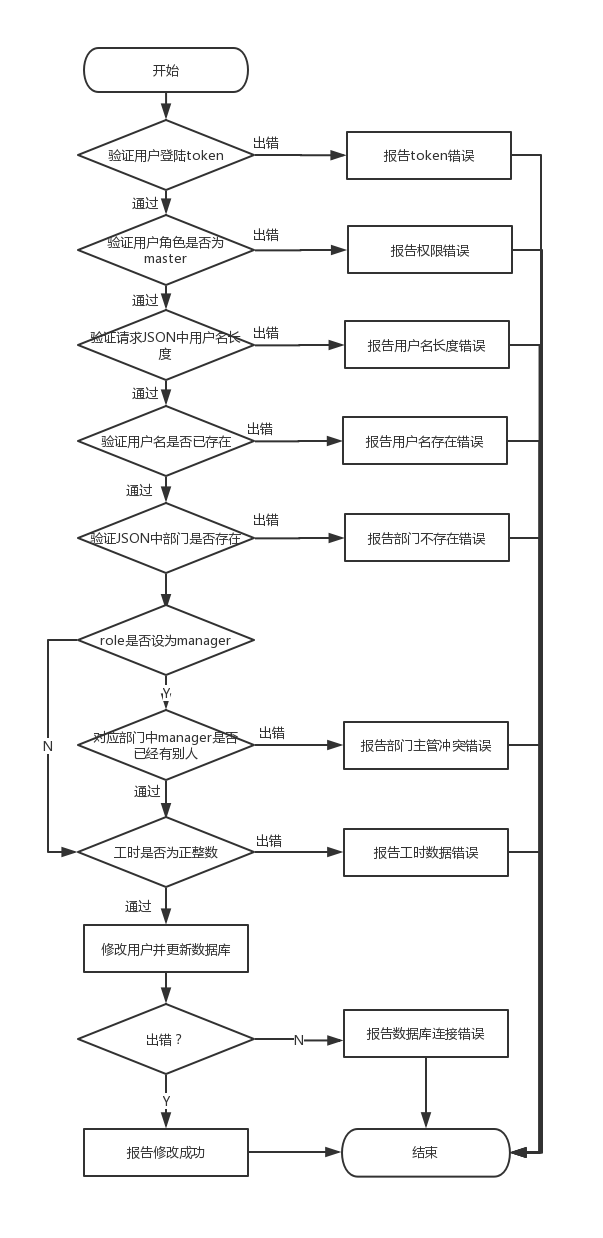 开始
验证用户登陆token
出错
报告token错误
通过
验证用户角色是否为
master
出错
报告权限错误
通过
验证请求JSON中用户名长
度
出错
报告用户名长度错误
通过
验证用户名是否已存在
出错
报告用户名存在错误
通过
验证JSON中部门是否存在
出错
报告部门不存在错误
role是否设为manager
Y
N
对应部门中manager是否
已经有别人
出错
报告部门主管冲突错误
通过
工时是否为正整数
出错
报告工时数据错误
通过
修改用户并更新数据库
出错？
N
报告数据库连接错误
Y
报告修改成功
结束